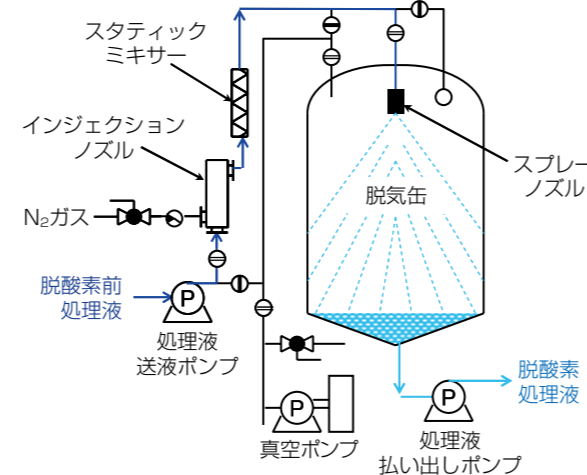 スタティック
ミキサー
インジェクション
ノズル
N₂ガス
脱酸素前
処理液
P
処理液
送液ポンプ
脱気缶
スプレー
ノズル
P
真空ポンプ
P
脱酸素
処理液
処理液
払い出しポンプ